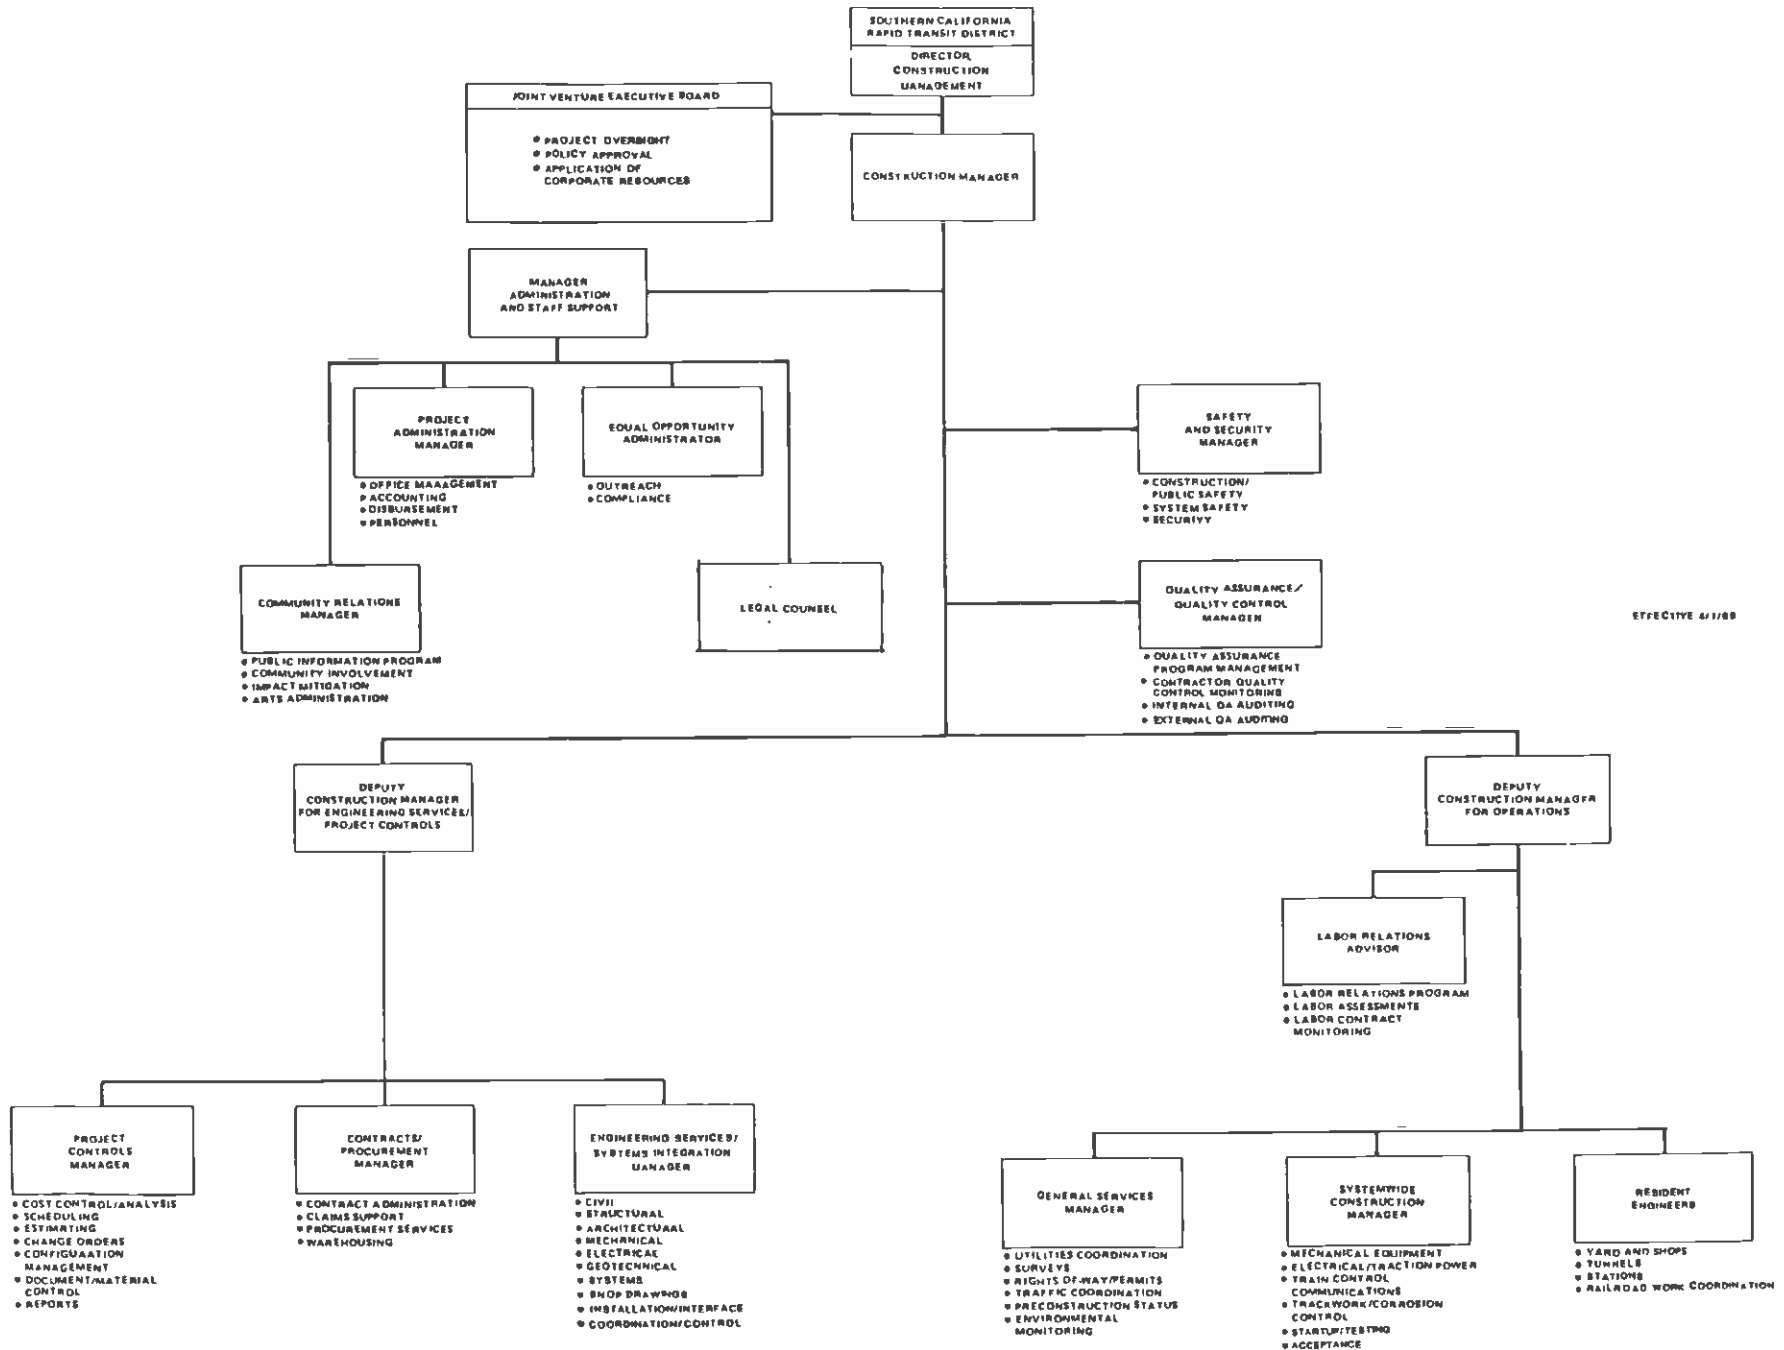 SOUTHERN CALIFORNIA
RAPID TRANSIT DISTRICT
DIRECTOR,
CONSTRUCTION
MANAGEMENT
JOINT VENTURE EXECUTIVE BOARD
● PROJECT OVERSIGHT
● POLICY APPROVAL
● APPLICATION OF
CORPORATE RESOURCES
CONSTRUCTION MANAGER
MANAGER
ADMINISTRATION
AND STAFF SUPPORT
PROJECT
ADMINISTRATION
MANAGER
● OFFICE MANAGEMENT
● ACCOUNTING
● DISBURSEMENT
● PERSONNEL
EQUAL OPPORTUNITY
ADMINISTRATOR
● OUTREACH
● COMPLIANCE
SAFETY
AND SECURITY
MANAGER
● CONSTRUCTION/
PUBLIC SAFETY
● SYSTEM SAFETY
● SECURITY
COMMUNITY RELATIONS
MANAGER
● PUBLIC INFORMATION PROGRAM
● COMMUNITY INVOLVEMENT
● IMPACT MITIGATION
● ARTS ADMINISTRATION
LEGAL COUNSEL
QUALITY ASSURANCE/
QUALITY CONTROL
MANAGER
● QUALITY ASSURANCE
PROGRAM MANAGEMENT
● CONTRACTOR QUALITY
CONTROL MONITORING
● INTERNAL QA AUDITING
● EXTERNAL QA AUDITING
EFFECTIVE
DEPUTY
CONSTRUCTION MANAGER
FOR ENGINEERING SERVICES/
PROJECT CONTROLS
DEPUTY
CONSTRUCTION MANAGER
FOR OPERATIONS
LABOR RELATIONS
ADVISOR
● LABOR RELATIONS PROGRAM
● LABOR ASSESSMENTS
● LABOR CONTRACT
MONITORING
PROJECT
CONTROLS
MANAGER
● COST CONTROL/ANALYSIS
● SCHEDULING
● ESTIMATING
● CHANGE ORDERS
● CONFIGURATION
MANAGEMENT
● DOCUMENT/MATERIAL
CONTROL
● REPORTS
CONTRACTS/
PROCUREMENT
MANAGER
● CONTRACT ADMINISTRATION
● CLAIMS SUPPORT
● PROCUREMENT SERVICES
● WAREHOUSING
ENGINEERING SERVICES/
SYSTEMS INTEGRATION
MANAGER
● CIVIL
● STRUCTURAL
● ARCHITECTURAL
● MECHANICAL
● ELECTRICAL
● GEOTECHNICAL
● SYSTEMS
● SHOP DRAWINGS
● INSTALLATION/INTERFACE
● COORDINATION/CONTROL
GENERAL SERVICES
MANAGER
● UTILITIES COORDINATION
● SURVEYS
● RIGHTS OF-WAY/PERMITS
● TRAFFIC COORDINATION
● PRECONSTRUCTION STATUS
● ENVIRONMENTAL
MONITORING
SYSTEMWIDE
CONSTRUCTION
MANAGER
● MECHANICAL EQUIPMENT
● ELECTRICAL/TRACTION POWER
● TRAIN CONTROL
COMMUNICATIONS
● TRACKWORK/CORROSION
CONTROL
● STARTUP/TESTING
● ACCEPTANCE
RESIDENT
ENGINEERS
● YARD AND SHOPS
● TUNNELS
● STATIONS
● RAILROAD WORK COORDINATION